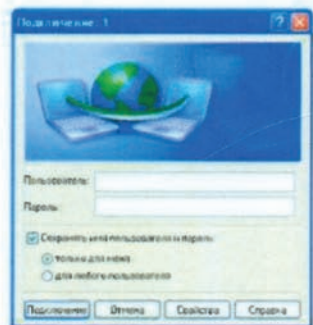 Подключение: 1
Пользователь:
Пароль:
Сохранять имя пользователя и пароль:
только для меня
для любого пользователя
Подключение Отмена Свойства Справка